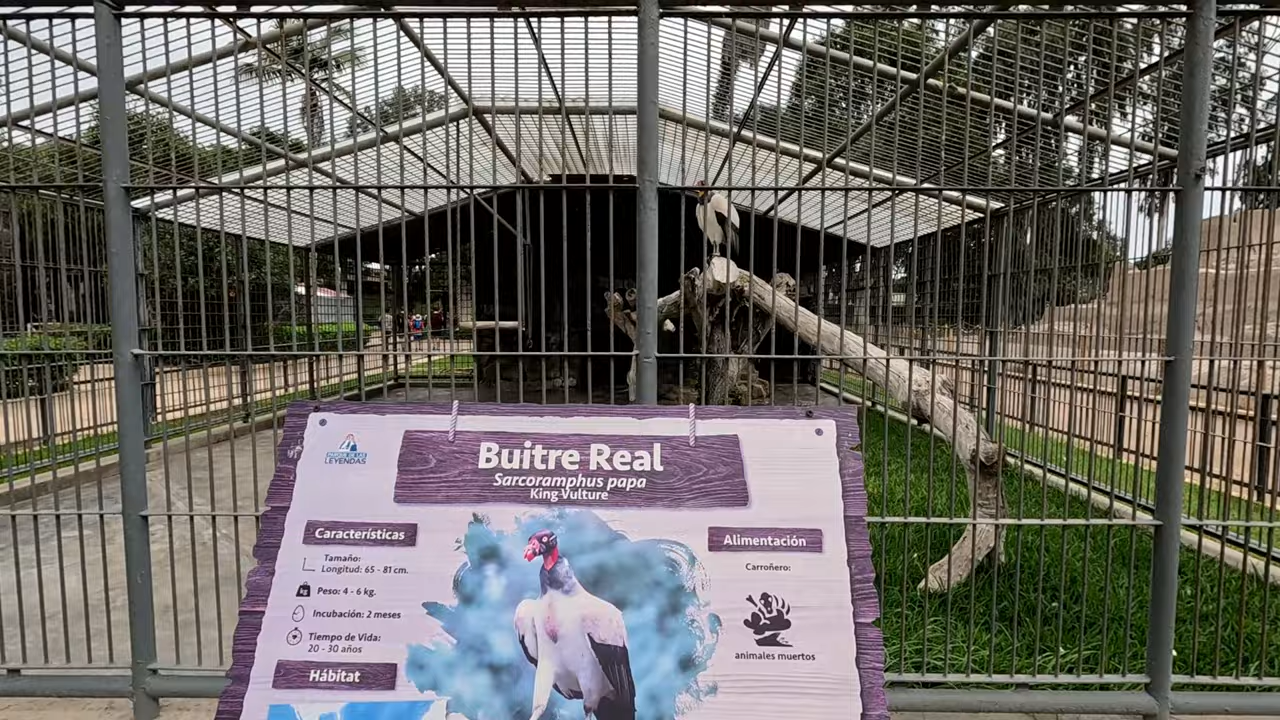 PARQUE DE LAS
LEYENDAS
Buitre Real
Sarcoramphus papa
King Vulture
Características
Tamaño:
Longitud: 65 - 81 cm.
kg
Peso: 4 - 6 kg.
Incubación: 2 meses
Tiempo de Vida:
20 - 30 años
Hábitat
Alimentación
Carroñero:
animales muertos